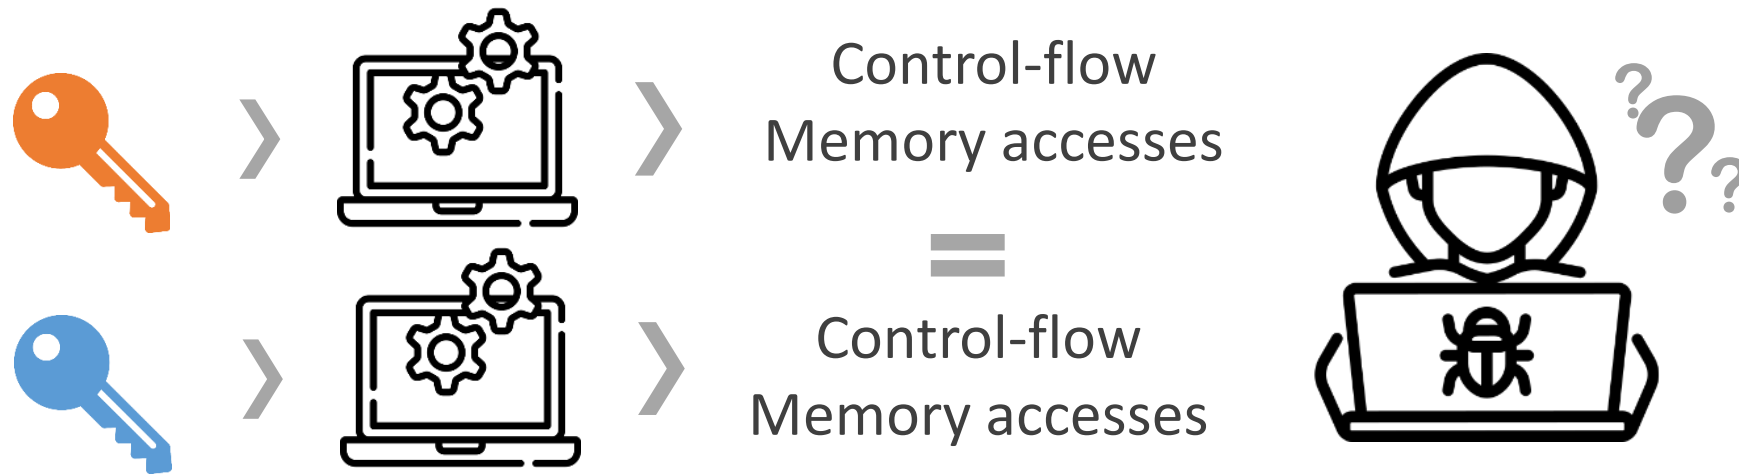 Control-flow
Memory accesses
=
Control-flow
Memory accesses
? ? ?